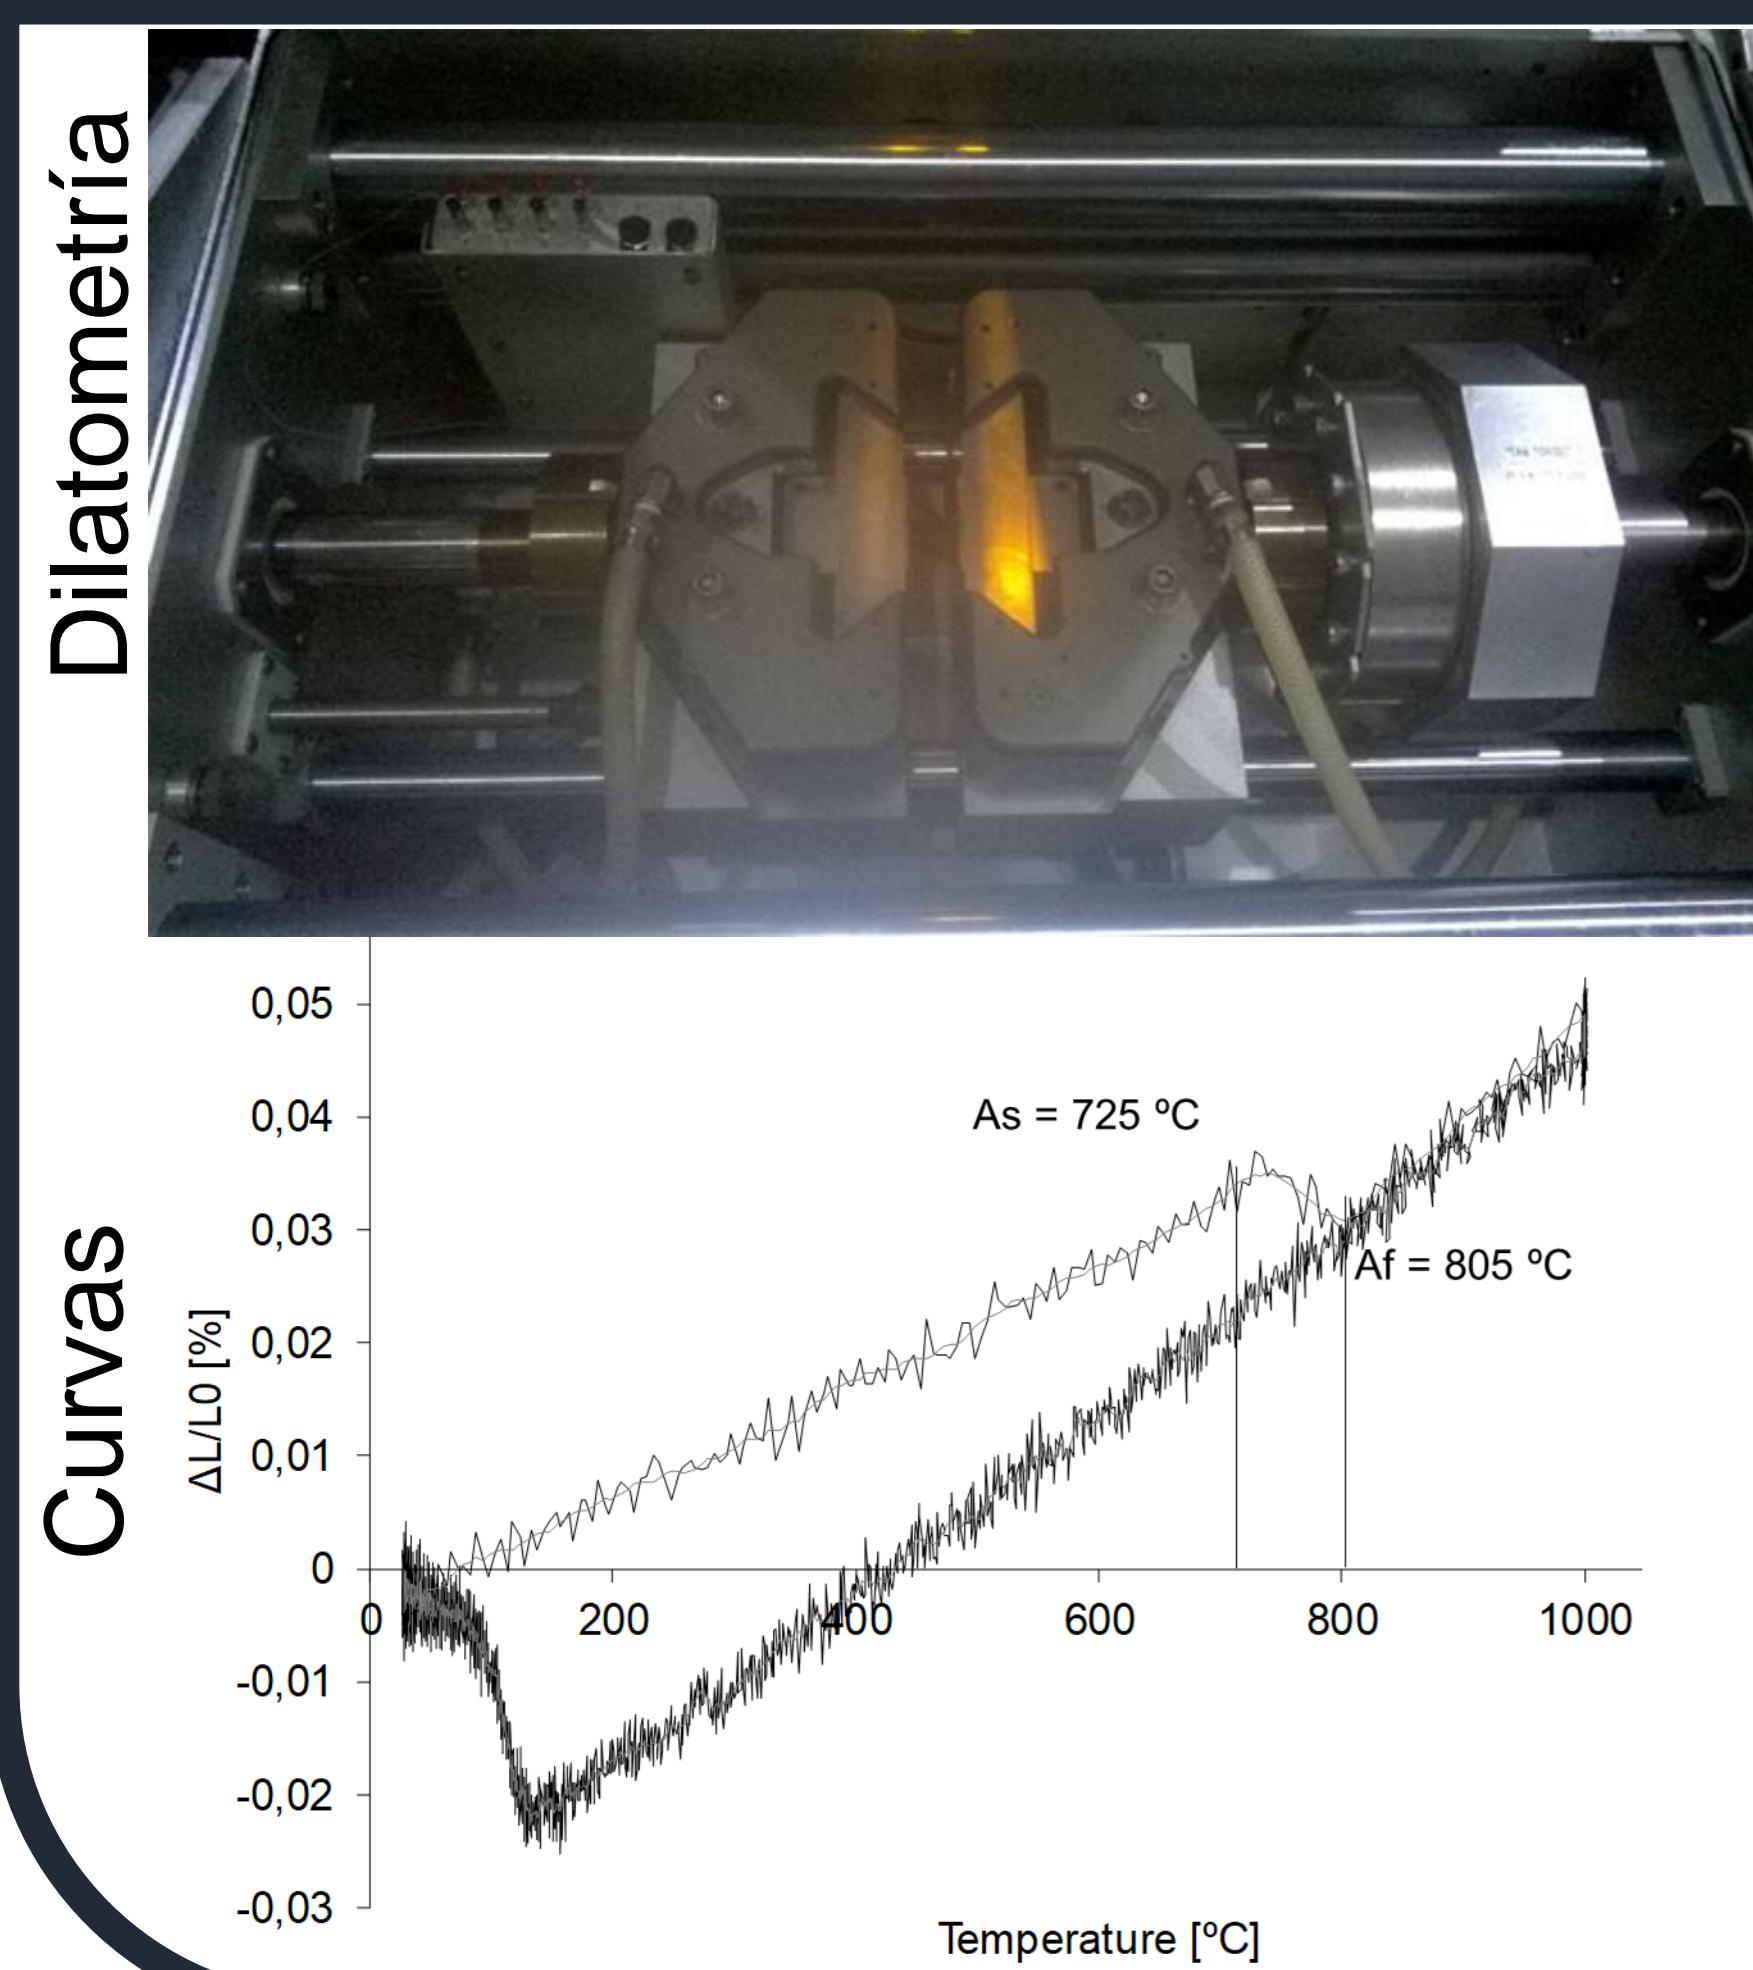 Dilatometría
Curvas
ΔL/L0 [%]
0,05
0,04
0,03
0,02
0,01
0
-0,01
-0,02
-0,03
As = 725 ºC
Af = 805 ºC
0 200 400 600 800 1000
Temperature [ºC]